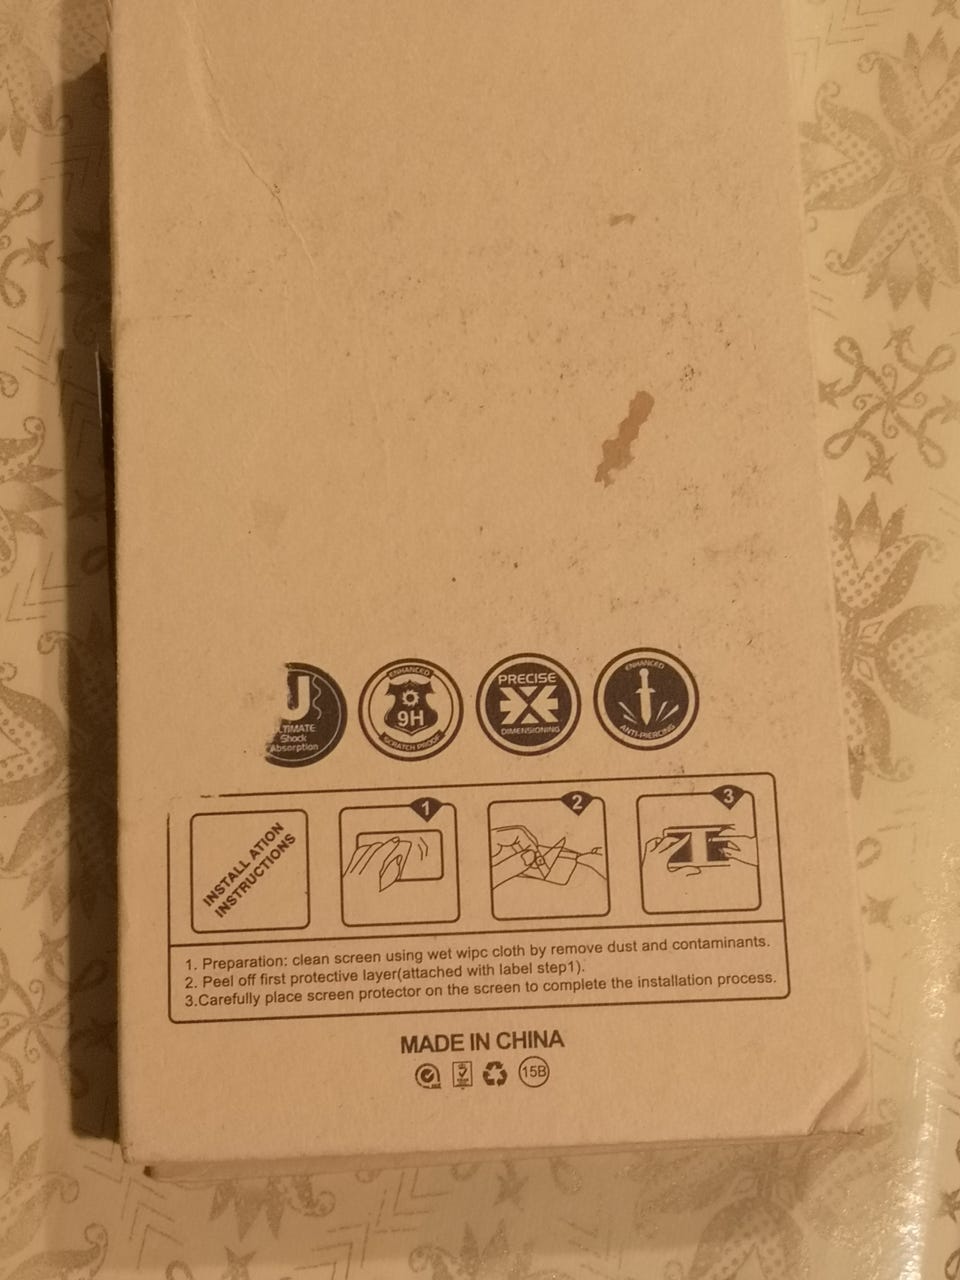 U
LTIMATE
Shock
Absorption
ENHANCED
9H
SCRATCH PROOF
PRECISE
DIMENSIONING
ENHANCED
ANTI-PIERCING
INSTALL ATION
INSTRUCTIONS
1
2
3
1. Preparation: clean screen using wet wipc cloth by remove dust and contaminants.
2. Peel off first protective layer(attached with label step1).
3.Carefully place screen protector on the screen to complete the installation process.
MADE IN CHINA
15B